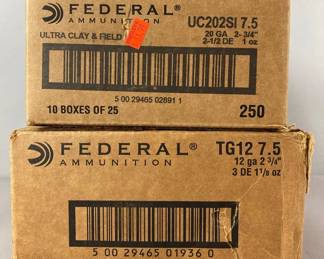 FEDERAL®
AMMUNITION
UC202SI 7.5
20 GA 2-3/4"
2-1/2 DE 1 oz
ULTRA CLAY & FIELD
5 00 29465 02891 1
10 BOXES OF 25
250
FEDERAL®
AMMUNITION
TG12 7.5
12 ga 2 3/4"
3 DE 1 1/8 oz
5 00 29465 01936 0